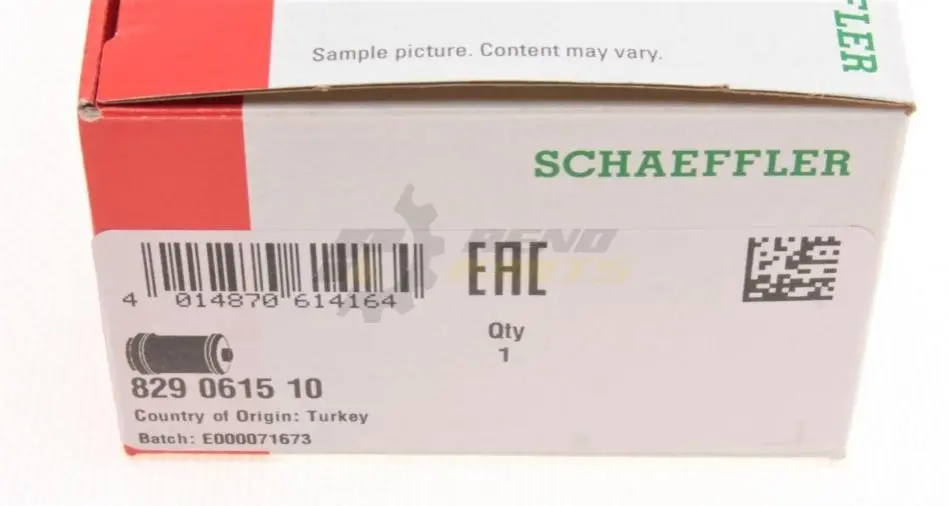 FLER
Sample picture. Content may vary.
SCHAEFFLER
EAC
4 014870 614164
Qty
1
829 0615 10
Country of Origin: Turkey
Batch: E000071673